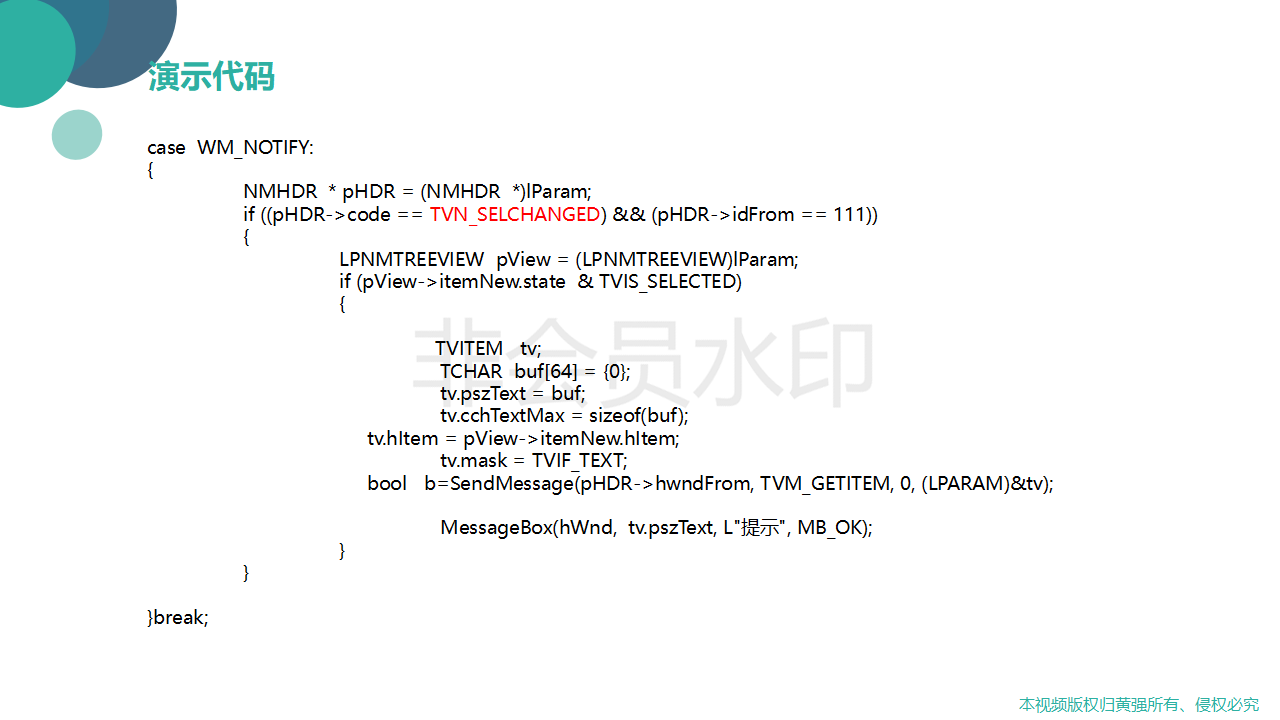 演示代码
case  WM_NOTIFY:
{
NMHDR  * pHDR = (NMHDR  *)lParam;
if ((pHDR->code == TVN_SELCHANGED) && (pHDR->idFrom == 111))
{
LPNMTREEVIEW  pView = (LPNMTREEVIEW)lParam;
if (pView->itemNew.state  & TVIS_SELECTED)
{
非会员水印
TVITEM   tv;
TCHAR  buf[64] = {0};
tv.pszText = buf;
tv.cchTextMax = sizeof(buf);
tv.hItem = pView->itemNew.hItem;
tv.mask = TVIF_TEXT;
bool   b=SendMessage(pHDR->hwndFrom, TVM_GETITEM, 0, (LPARAM)&tv);
MessageBox(hWnd,  tv.pszText, L"提示", MB_OK);
}
}
}break;
本视频版权归黄强所有、侵权必究